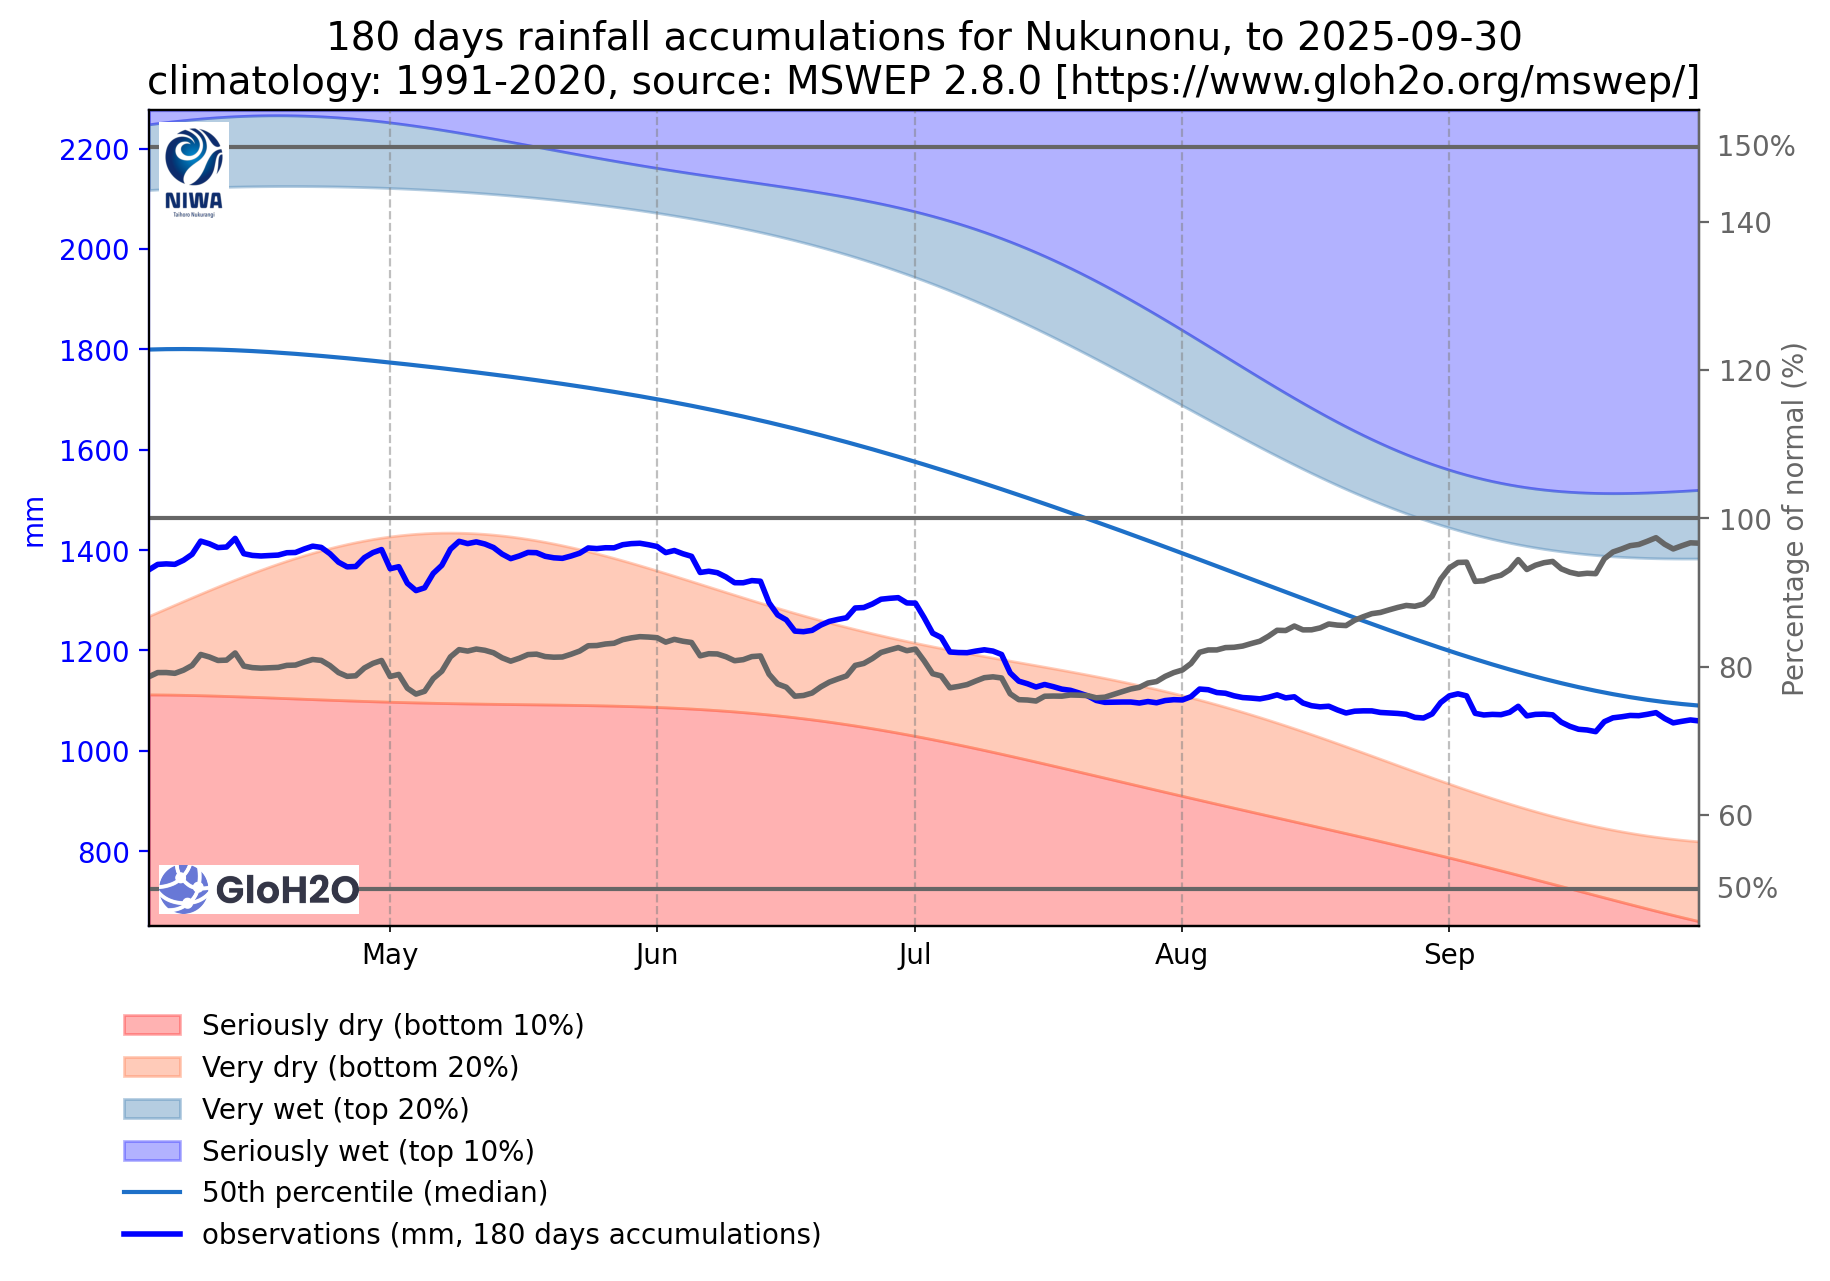 180 days rainfall accumulations for Nukunonu, to 2025-09-30
climatology: 1991-2020, source: MSWEP 2.8.0 [https://www.gloh2o.org/mswep/]
NIWA
Taihoro Nukurangi
mm
2200
2000
1800
1600
1400
1200
1000
800
150%
140
120
100
80
60
50%
Percentage of normal (%)
GloH2O
May
Jun
Jul
Aug
Sep
Seriously dry (bottom 10%)
Very dry (bottom 20%)
Very wet (top 20%)
Seriously wet (top 10%)
50th percentile (median)
observations (mm, 180 days accumulations)